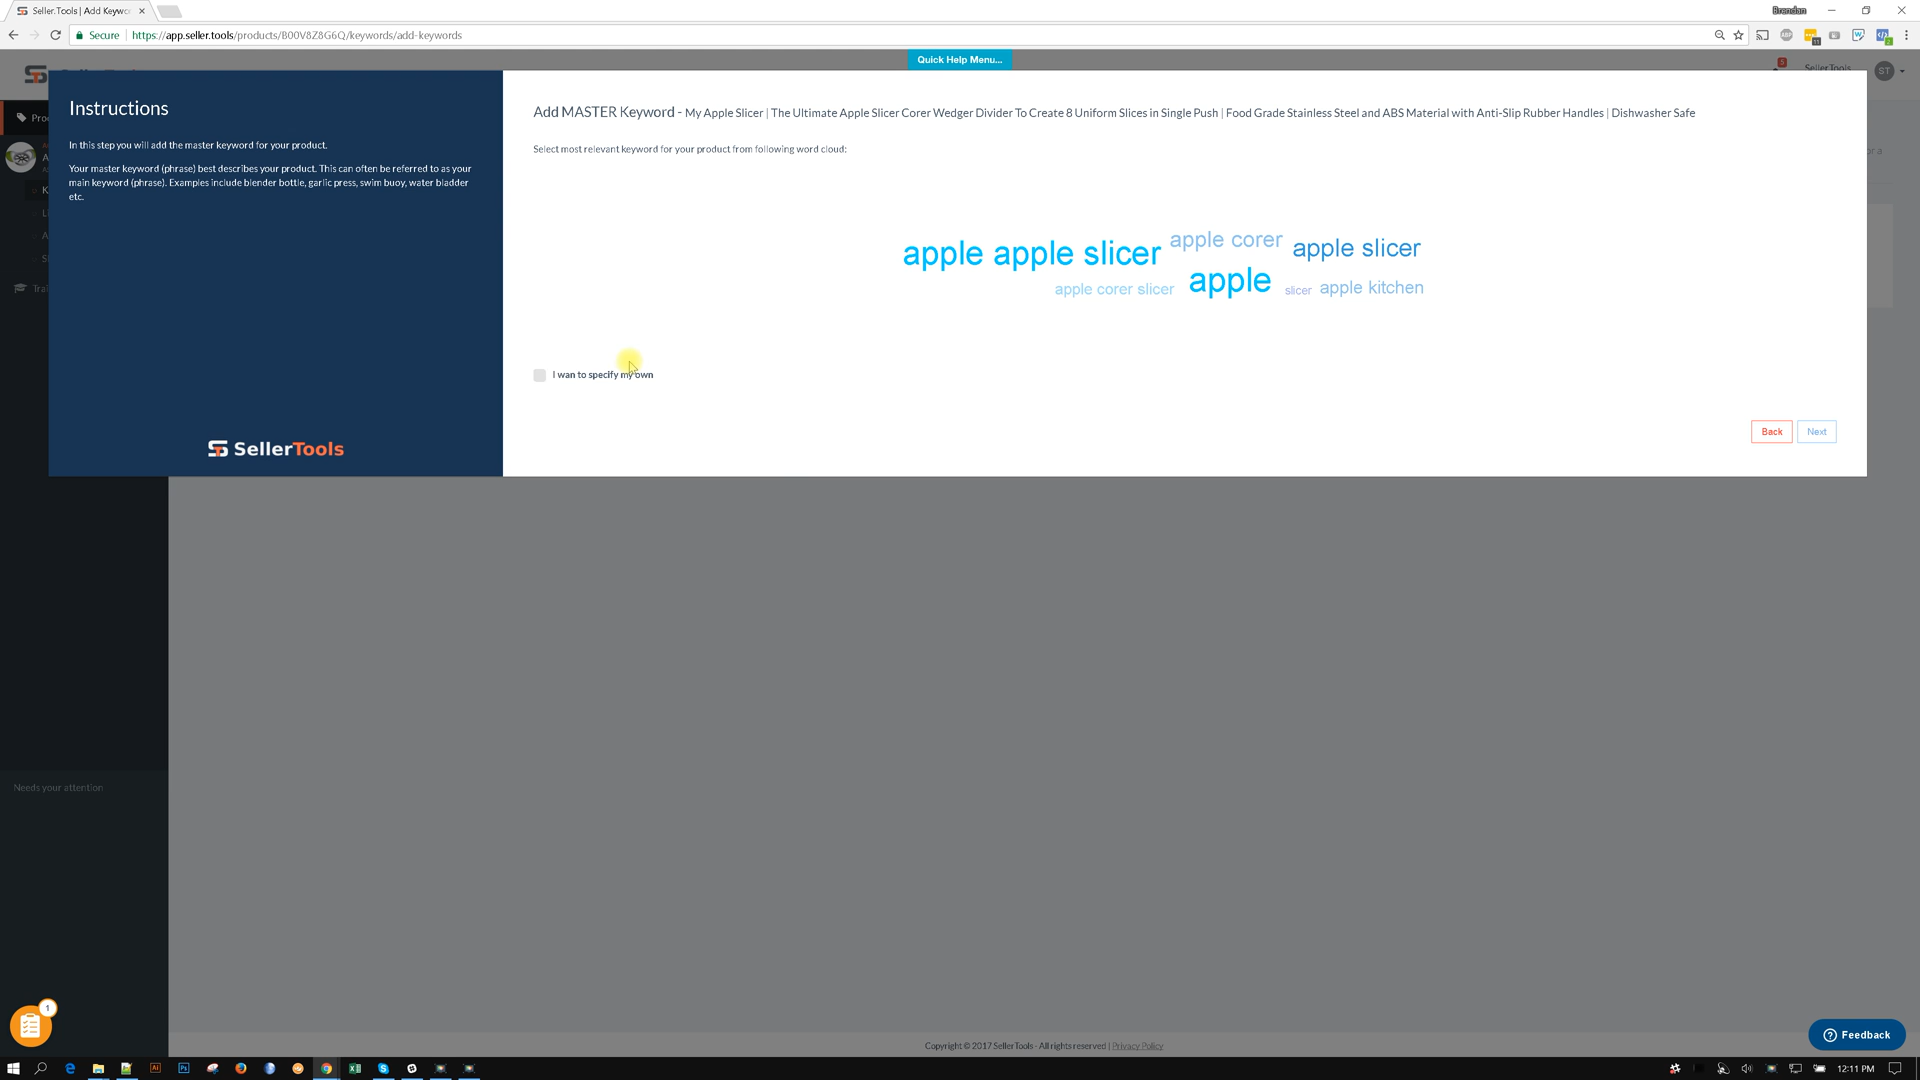 Seller.Tools | Add Keywo
Brendan
Secure
https://app.seller.tools/products/B00V8Z8G6Q/keywords/add-keywords
Quick Help Menu...
5
SellerTools
ST
Instructions
In this step you will add the master keyword for your product.
Your master keyword (phrase) best describes your product. This can often be referred to as your
main keyword (phrase). Examples include blender bottle, garlic press, swim buoy, water bladder
etc.
SellerTools
Add MASTER Keyword - My Apple Slicer | The Ultimate Apple Slicer Corer Wedger Divider To Create 8 Uniform Slices in Single Push | Food Grade Stainless Steel and ABS Material with Anti-Slip Rubber Handles | Dishwasher Safe
Select most relevant keyword for your product from following word cloud:
apple apple slicer
apple corer
apple slicer
apple corer slicer
apple
slicer
apple kitchen
I wan to specify my own
Back
Next
Pro
K
L
A
S
Trai
or a
Needs your attention
1
Copyright © 2017 SellerTools - All rights reserved | Privacy Policy
Feedback
12:11 PM